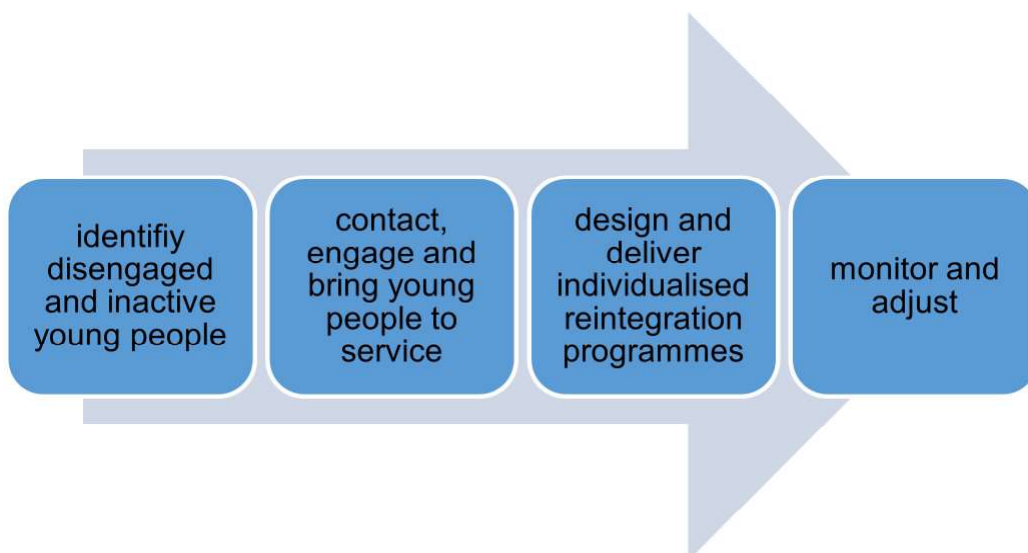 identifiy
disengaged
and inactive
young people
contact,
engage and
bring young
people to
service
design and
deliver
individualised
reintegration
programmes
monitor and
adjust